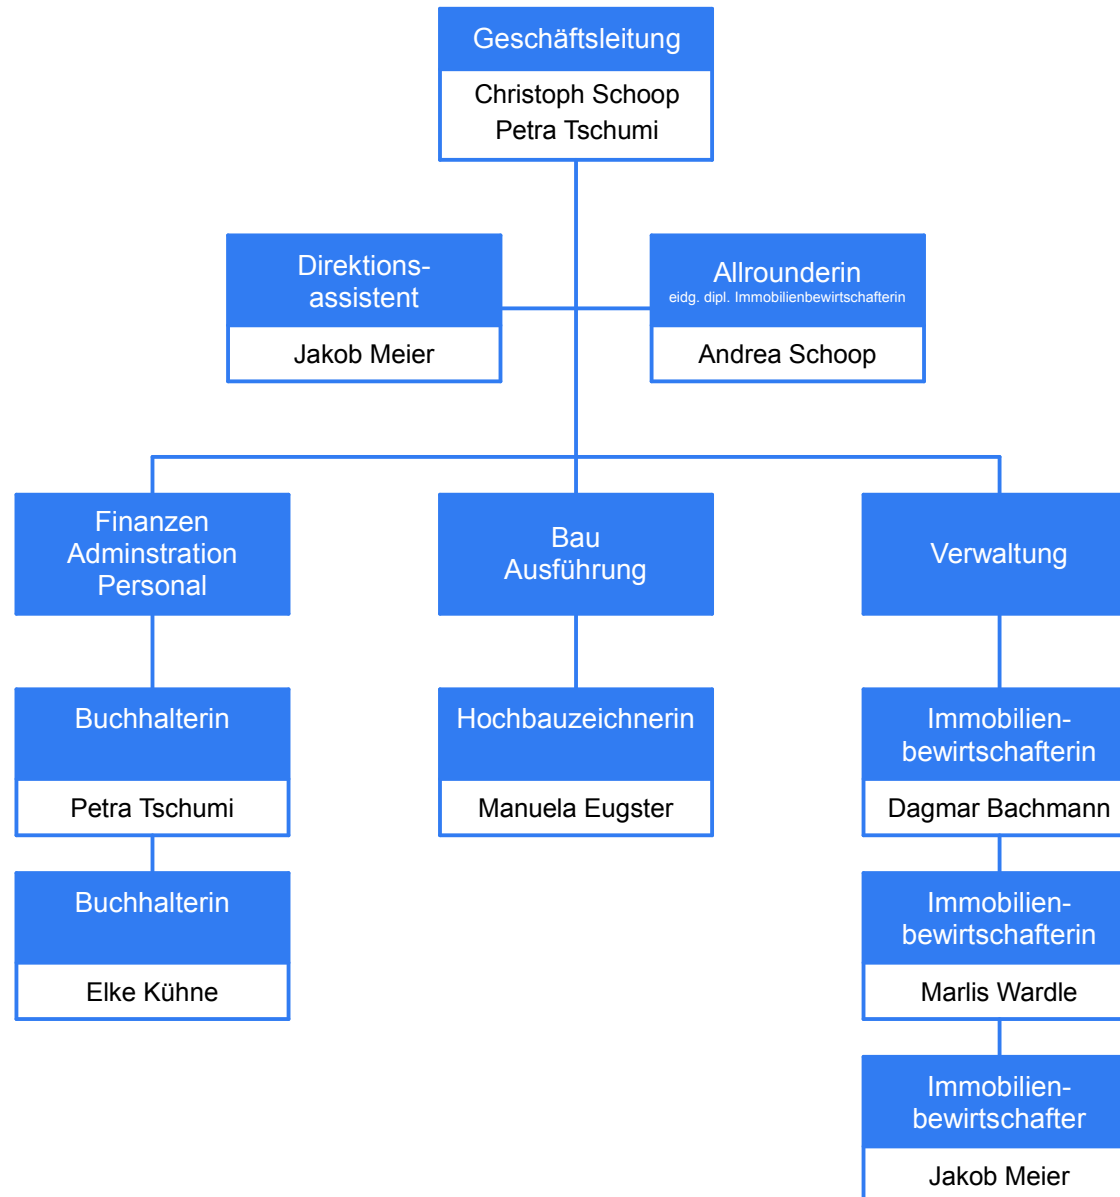 Geschäftsleitung
Christoph Schoop
Petra Tschumi
Direktions-
assistent
Jakob Meier
Allrounderin
eidg. dipl. Immobilienbewirtschafterin
Andrea Schoop
Finanzen
Adminstration
Personal
Bau
Ausführung
Verwaltung
Buchhalterin
Petra Tschumi
Hochbauzeichnerin
Manuela Eugster
Immobilien-
bewirtschafterin
Dagmar Bachmann
Buchhalterin
Elke Kühne
Immobilien-
bewirtschafterin
Marlis Wardle
Immobilien-
bewirtschafter
Jakob Meier